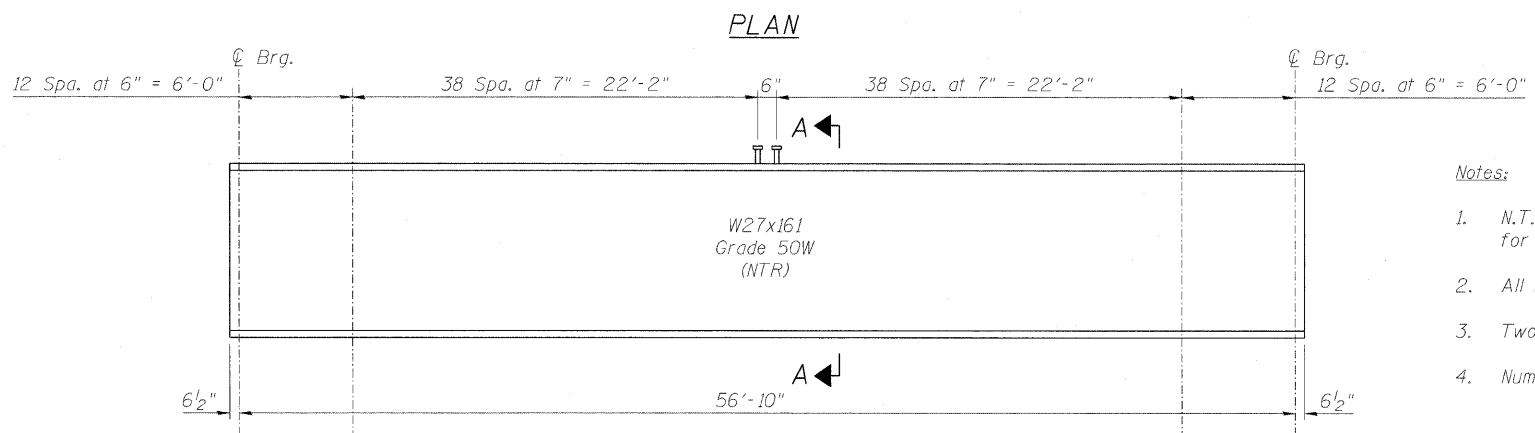 PLAN
℄ Brg.
℄ Brg.
12 Spa. at 6" = 6'-0"
38 Spa. at 7" = 22'-2"
6"
38 Spa. at 7" = 22'-2"
12 Spa. at 6" = 6'-0"
A
Notes:
W27x161
Grade 50W
(NTR)
1. N.T.
for
2. All
3. Two
4. Num
A
6½"
56'-10"
6½"